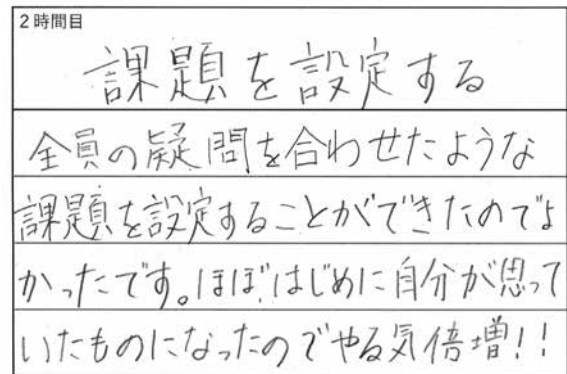 2時間目
課題を設定する
全員の疑問を合わせたような
課題を設定することができたのでよ
かったです。ほぼ、はじめに自分が思って
いたものになったのでやる気倍増!!